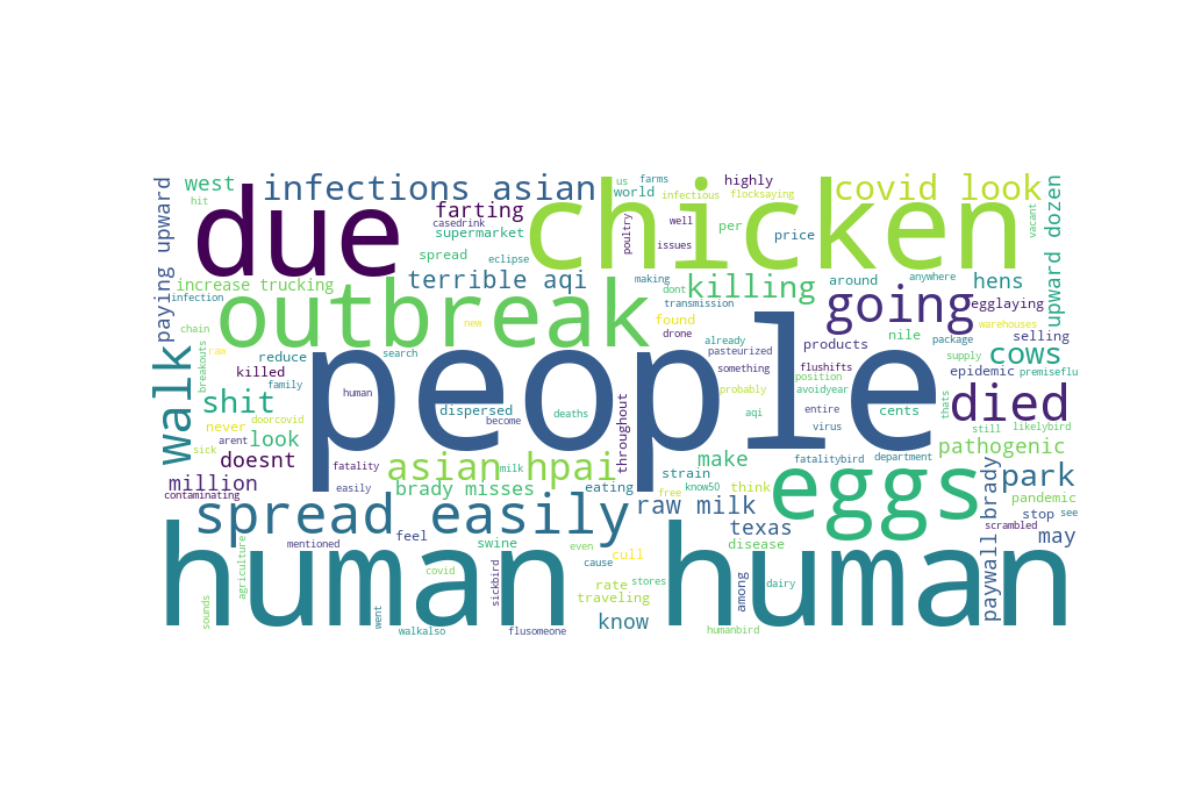 west
infections asian
us
farms
highly
covid look
hit
due
farting
casedrink
chicken
world
infectious
flocksaying
well
vacant
paying upward
supermarket
poultry
issues
per
price
upward dozen
spread
eclipse
terrible aqi
making
killing
around
anywhere
hens
increase trucking
infection
outbreak
dont
transmission
going
egglaying
chain
new
found
warehouses
raw
search
drone
already
products
nile
package
selling
breakouts
reduce
people
pasteurized
supply
cows
walk
killed
family
human
something
flushifts
position
epidemic
premiseflu
shit
dispersed
become
deaths
probably
avoidyear
cents
thats
died
never
doorcovid
aqi
entire
virus
still
likelybird
arent
look
throughout
pathogenic
sick
doesnt
fatality
asian hpai
milk
make
fatalitybird
department
million
easily
brady misses
eating
strain
know50
think
eggs
park
contaminating
free
raw milk
paywall brady
pandemic
spread easily
texas
stop
see
scrambled
feel
may
mentioned
swine
even
disease
human human
agriculture
sickbird
cull
cause
covid
rate
stores
among
dairy
traveling
sounds
went
know
walkalso
flusomeone
humanbird